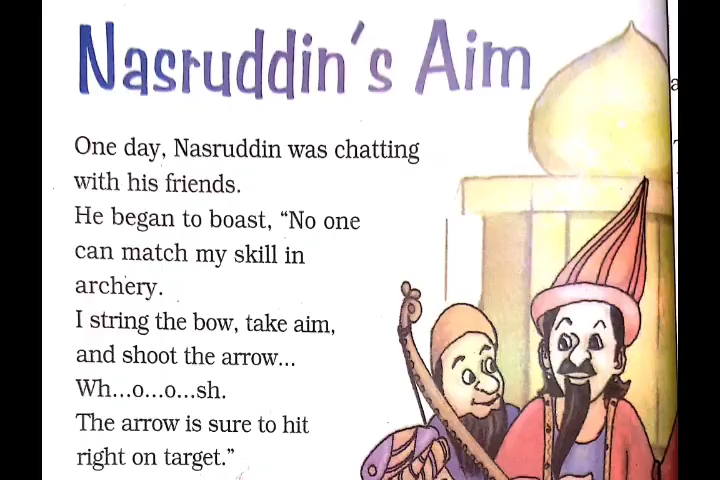 Nasruddin's Aim
One day, Nasruddin was chatting
with his friends.
He began to boast, “No one
can match my skill in
archery.
I string the bow, take aim,
and shoot the arrow...
Wh...o...o...sh.
The arrow is sure to hit
right on target.”